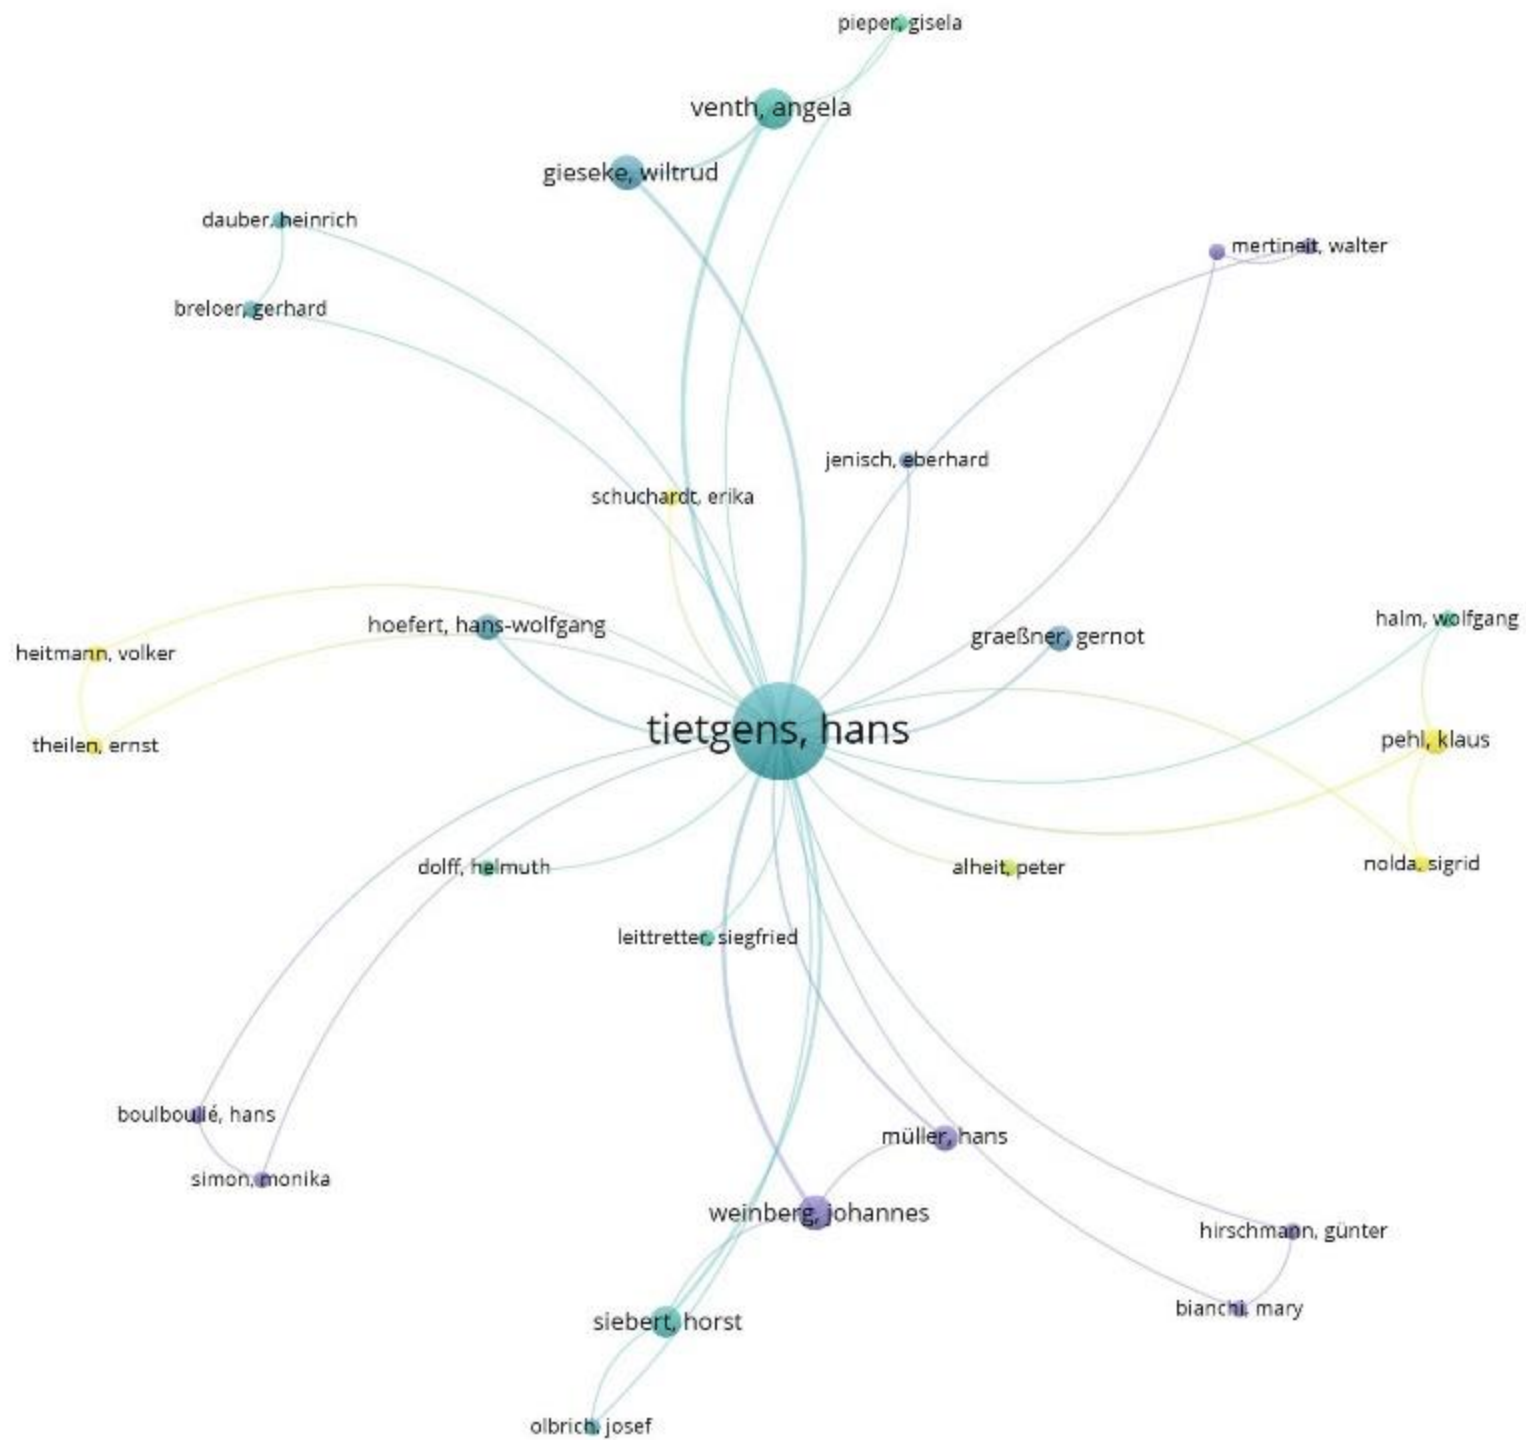 pieper, gisela
venth, angela
gieseke, wiltrud
dauber, heinrich
mertineit, walter
breloer, gerhard
jenisch, eberhard
schuchardt, erika
halm, wolfgang
hoefert, hans-wolfgang
graeßner, gernot
heitmann, volker
tietgens, hans
pehl, klaus
theilen, ernst
nolda, sigrid
dolff, helmuth
alheit, peter
leittretter, siegfried
boulboullé, hans
müller, hans
simon, monika
weinberg, johannes
hirschmann, günter
bianchi, mary
siebert, horst
olbrich, josef